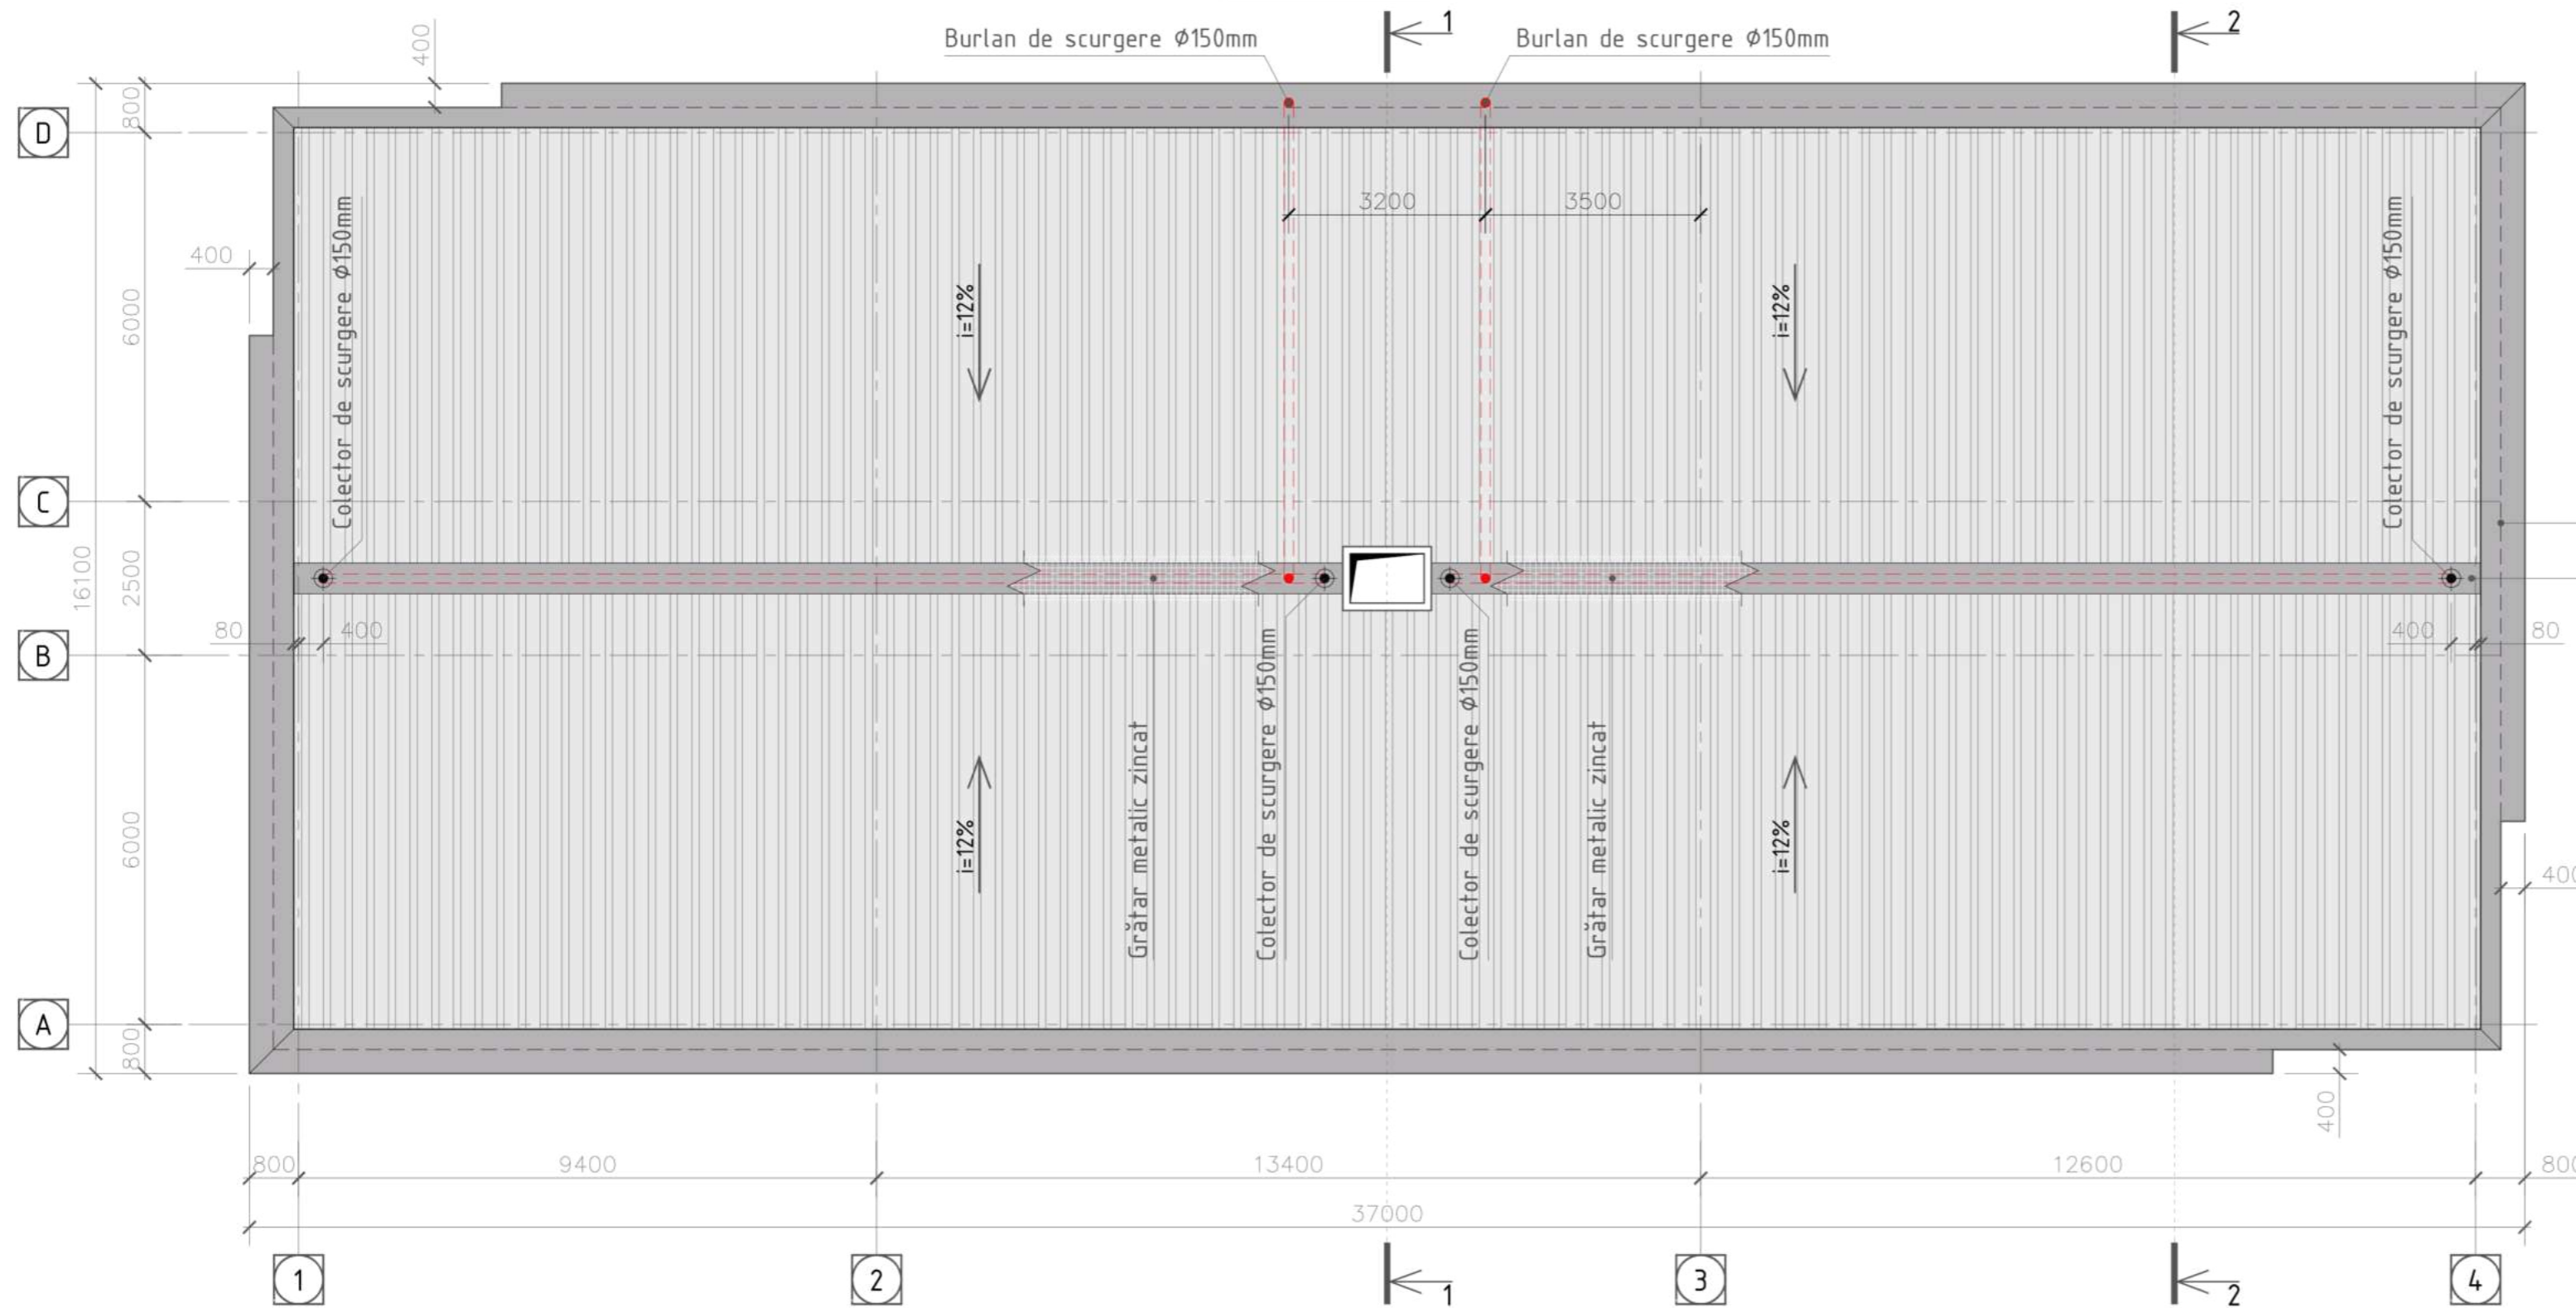 Burlan de scurgere Ø150mm
Burlan de scurgere Ø150mm
1
2
400
800
D
3200
3500
400
Colector de scurgere Ø150mm
Colector de scurgere Ø150mm
i=12%
i=12%
6000
C
2500
16100
80
400
400
80
B
Colector de scurgere Ø150mm
Colector de scurgere Ø150mm
Grătar metalic zincat
Grătar metalic zincat
i=12%
i=12%
6000
400
A
800
400
800
9400
13400
12600
800
37000
1
2
3
4
1
2